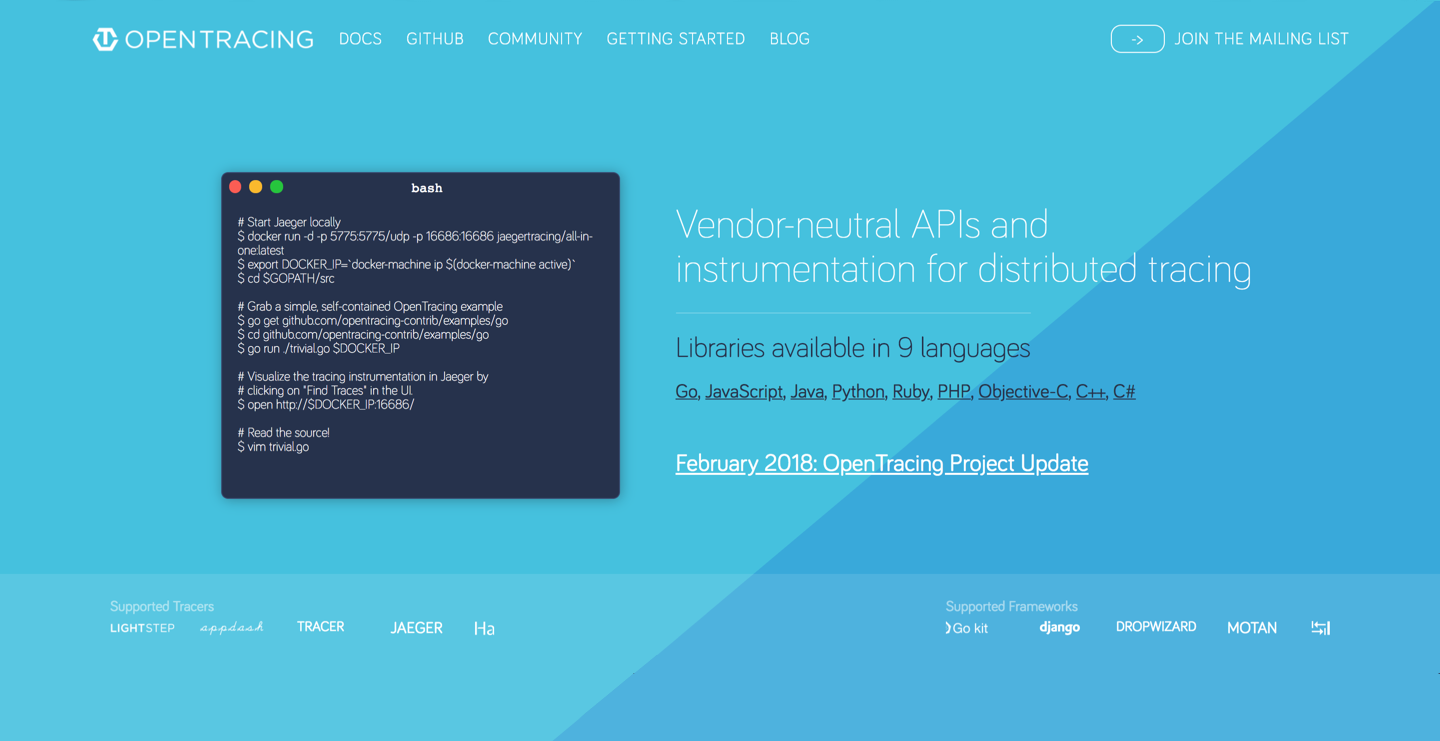 OPENTRACING DOCS GITHUB COMMUNITY GETTING STARTED BLOG -> JOIN THE MAILING LIST
bash
# Start Jaeger locally
$ docker run -d -p 5775:5775/udp -p 16686:16686 jaegertracing/all-in-
one:latest
$ export DOCKER_IP=`docker-machine ip $(docker-machine active)`
$ cd $GOPATH/src
# Grab a simple, self-contained OpenTracing example
$ go get github.com/opentracing-contrib/examples/go
$ cd github.com/opentracing-contrib/examples/go
$ go run ./trivial.go $DOCKER_IP
# Visualize the tracing instrumentation in Jaeger by
# clicking on "Find Traces" in the UI.
$ open http://$DOCKER_IP:16686/
# Read the source!
$ vim trivial.go
Vendor-neutral APIs and
instrumentation for distributed tracing
Libraries available in 9 languages
Go, JavaScript, Java, Python, Ruby, PHP, Objective-C, C++, C#
February 2018: OpenTracing Project Update
Supported Tracers
LIGHTSTEP appdash TRACER JAEGER Ha
Supported Frameworks
Go kit django DROPWIZARD MOTAN